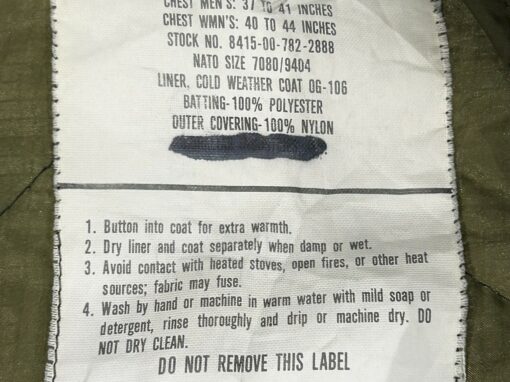 CHEST MEN'S: 37 TO 41 INCHES
CHEST WMN'S: 40 TO 44 INCHES
STOCK NO. 8415-00-782-2888
NATO SIZE 7080/9404
LINER, COLD WEATHER COAT OG-106
BATTING-100% POLYESTER
OUTER COVERING-100% NYLON
1. Button into coat for extra warmth.
2. Dry liner and coat separately when damp or wet.
3. Avoid contact with heated stoves, open fires, or other heat
sources; fabric may fuse.
4. Wash by hand or machine in warm water with mild soap or
detergent, rinse thoroughly and drip or machine dry. DO
NOT DRY CLEAN.
DO NOT REMOVE THIS LABEL